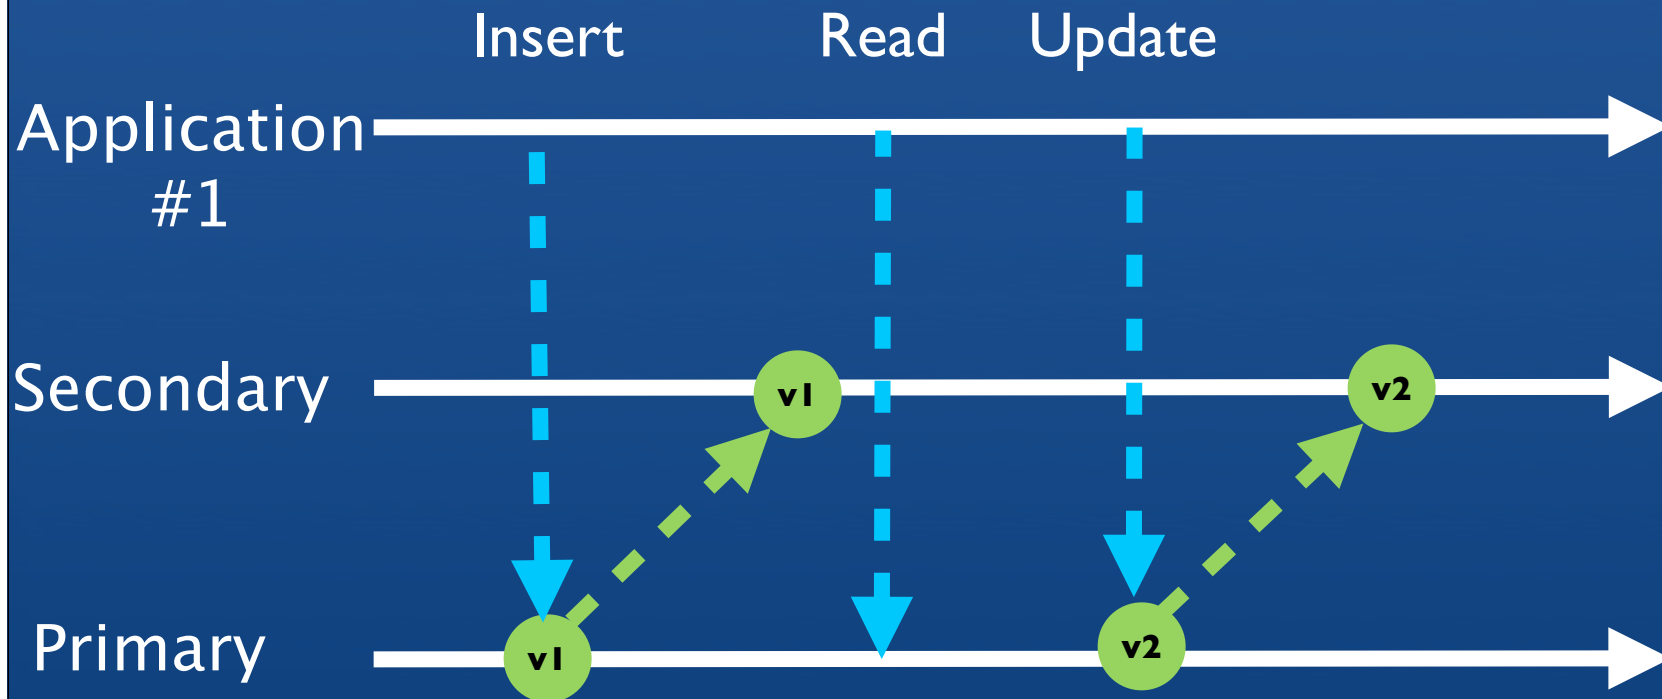 Insert Read Update
Application
#1
Secondary
v1
v2
Primary
v1
v2